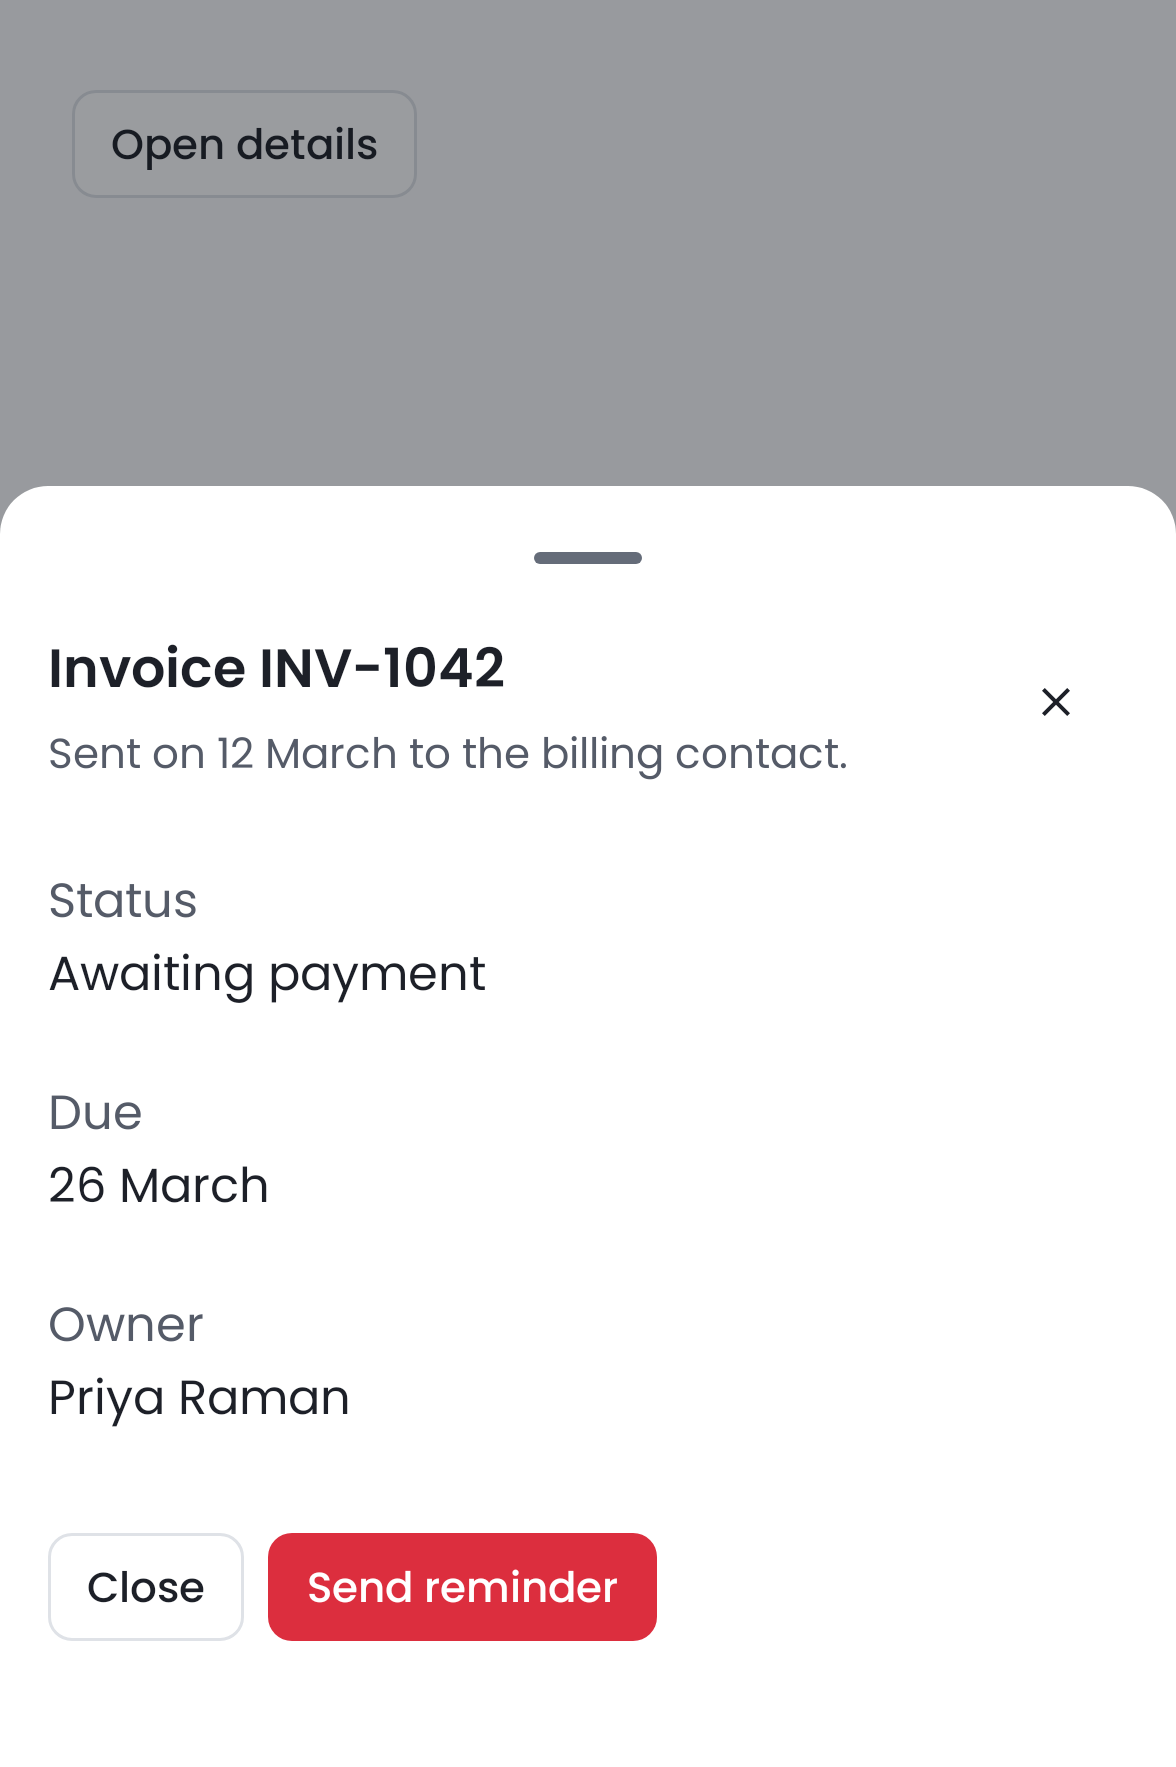 Open details
Invoice INV-1042
Sent on 12 March to the billing contact.
Status
Awaiting payment
Due
26 March
Owner
Priya Raman
Close
Send reminder